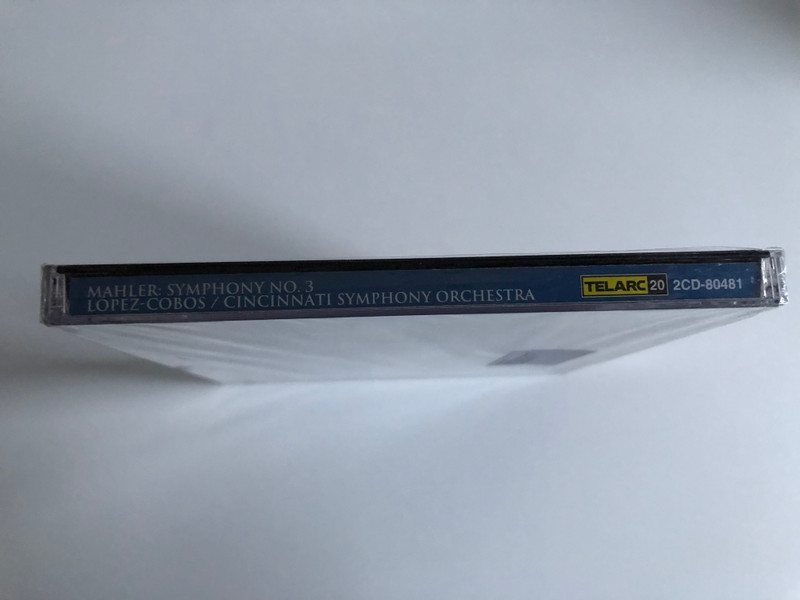 MAHLER: SYMPHONY NO. 3
LOPEZ-COBOS / CINCINNATI SYMPHONY ORCHESTRA
TELARC 20 2CD-80481